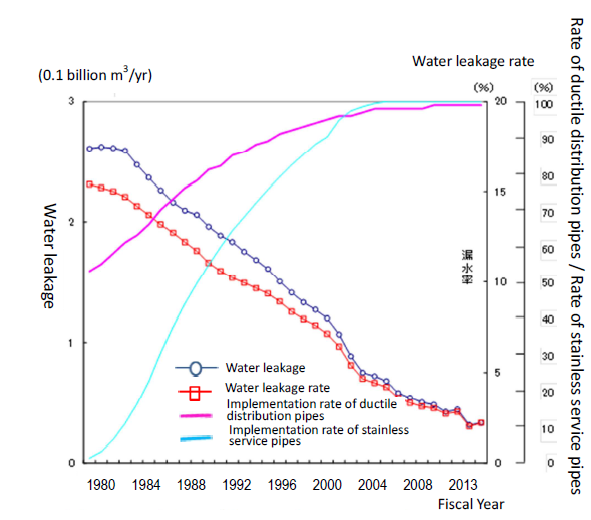 Water leakage rate
(0.1 billion m³/yr)
(%)
(%)
3
2
1
0
Water leakage
20
15
10
5
0
漏水率
100
90
80
70
60
50
40
30
20
10
0
Rate of ductile distribution pipes / Rate of stainless service pipes
Water leakage
Water leakage rate
Implementation rate of ductile
distribution pipes
Implementation rate of stainless
service pipes
1980 1984 1988 1992 1996 2000 2004 2008 2013
Fiscal Year